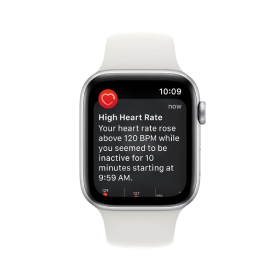 10:09
now
High Heart Rate
Your heart rate rose
above 120 BPM while
you seemed to be
inactive for 10
minutes starting at
9:59 AM.